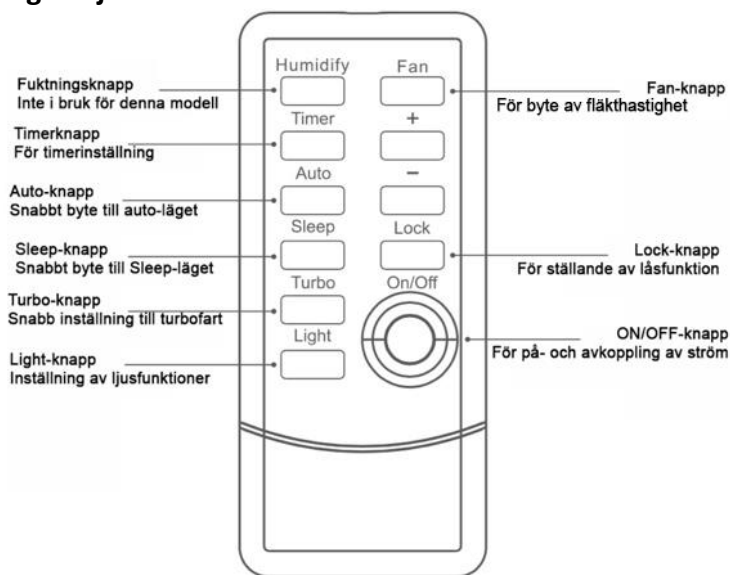 Humidify Fan
Fuktningsknapp
Inte i bruk för denna modell
Fan-knapp
För byte av fläkthastighet
Timer +
Timerknapp
För timerinställning
Auto −
Auto-knapp
Snabbt byte till auto-läget
Sleep Lock
Sleep-knapp
Snabbt byte till Sleep-läget
Lock-knapp
För ställande av låsfunktion
Turbo On/Off
Turbo-knapp
Snabb inställning till turbofart
Light
Light-knapp
Inställning av ljusfunktioner
ON/OFF-knapp
För på- och avkoppling av ström